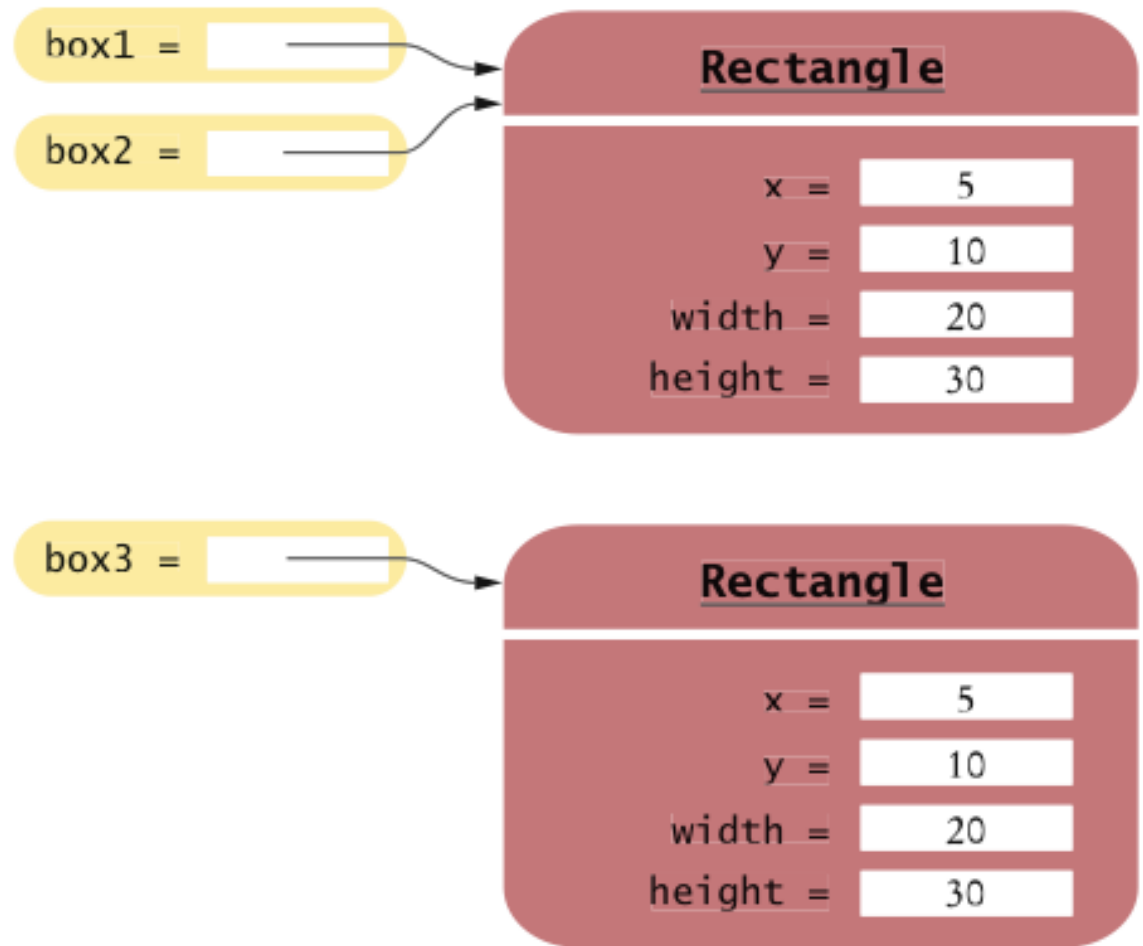 box1 =
Rectangle
box2 =
x = 5
y = 10
width = 20
height = 30
box3 =
Rectangle
x = 5
y = 10
width = 20
height = 30